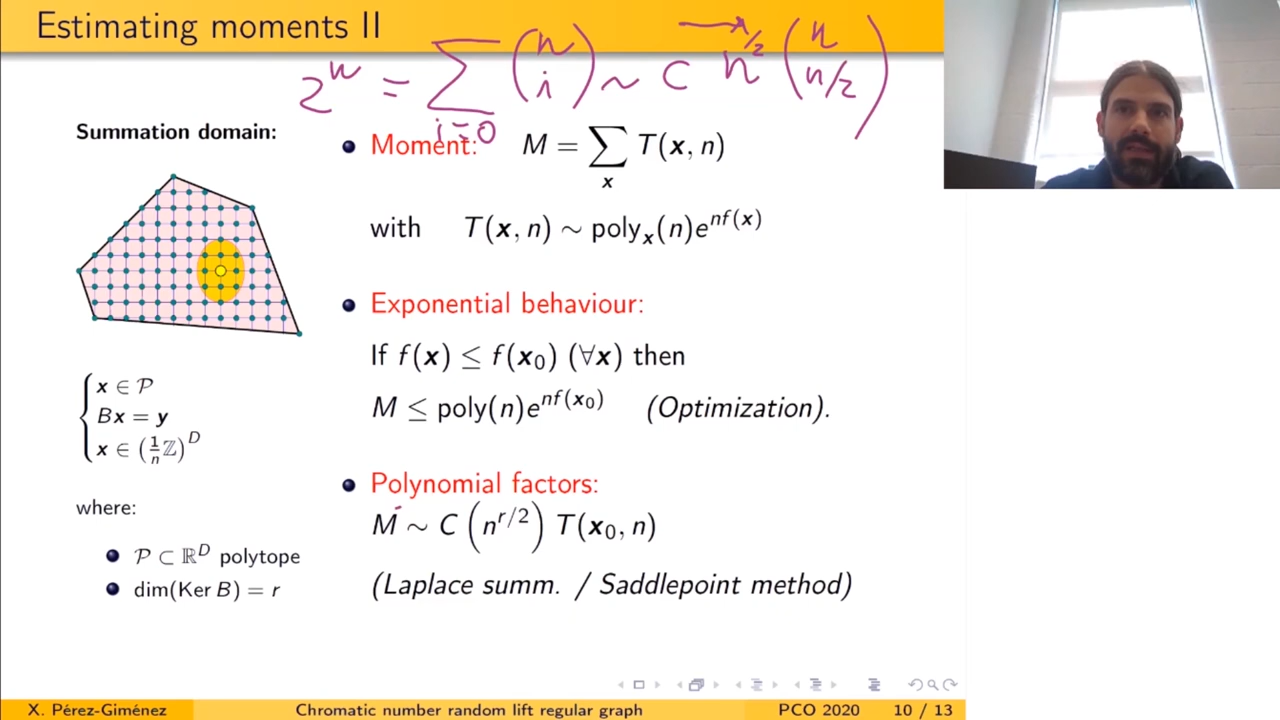 Estimating moments II
2^n = ∑_{i=0} (n i) ~ C n^{1/2} (n n/2)
Summation domain:
Moment: M = ∑_x T(x, n)
with T(x, n) ∼ poly_x(n)e^{nf(x)}
Exponential behaviour:
If f(x) ≤ f(x_0) (∀x) then
M ≤ poly(n)e^{nf(x_0)} (Optimization).
x ∈ P
Bx = y
x ∈ (1/n ℤ)^D
Polynomial factors:
M ∼ C (n^{r/2}) T(x_0, n)
(Laplace summ. / Saddlepoint method)
where:
P ⊂ ℝ^D polytope
dim(Ker B) = r
X. Pérez-Giménez
Chromatic number random lift regular graph
PCO 2020
10 / 13